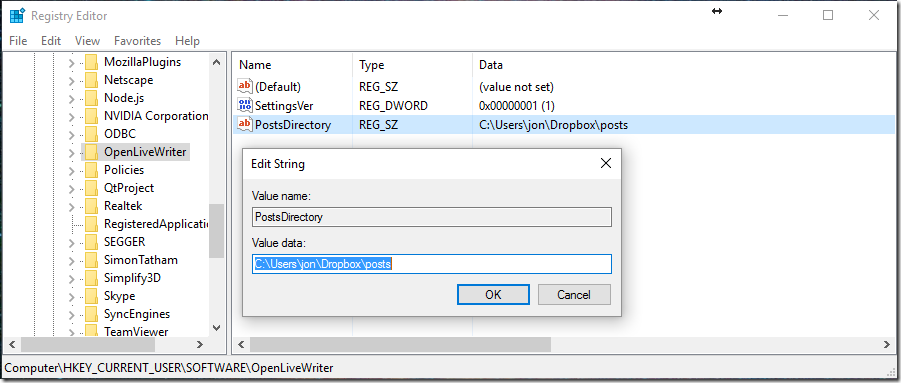 Registry Editor
File Edit View Favorites Help
MozillaPlugins
Netscape
Node.js
NVIDIA Corporation
ODBC
OpenLiveWriter
Policies
QtProject
Realtek
RegisteredApplicatio
SEGGER
SimonTatham
Simplify3D
Skype
SyncEngines
TeamViewer
Name Type Data
ab (Default) REG_SZ (value not set)
SettingsVer REG_DWORD 0x00000001 (1)
ab PostsDirectory REG_SZ C:\Users\jon\Dropbox\posts
Edit String
Value name:
PostsDirectory
Value data:
C:\Users\jon\Dropbox\posts
OK Cancel
Computer\HKEY_CURRENT_USER\SOFTWARE\OpenLiveWriter